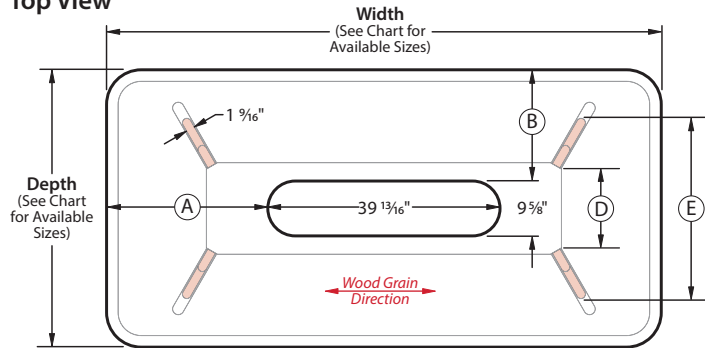 Top View
Width
(See Chart for
Available Sizes)
1 9⁄16"
B
Depth
(See Chart
for Available
Sizes)
A
39 13⁄16"
9 5⁄8"
D
E
Wood Grain
Direction